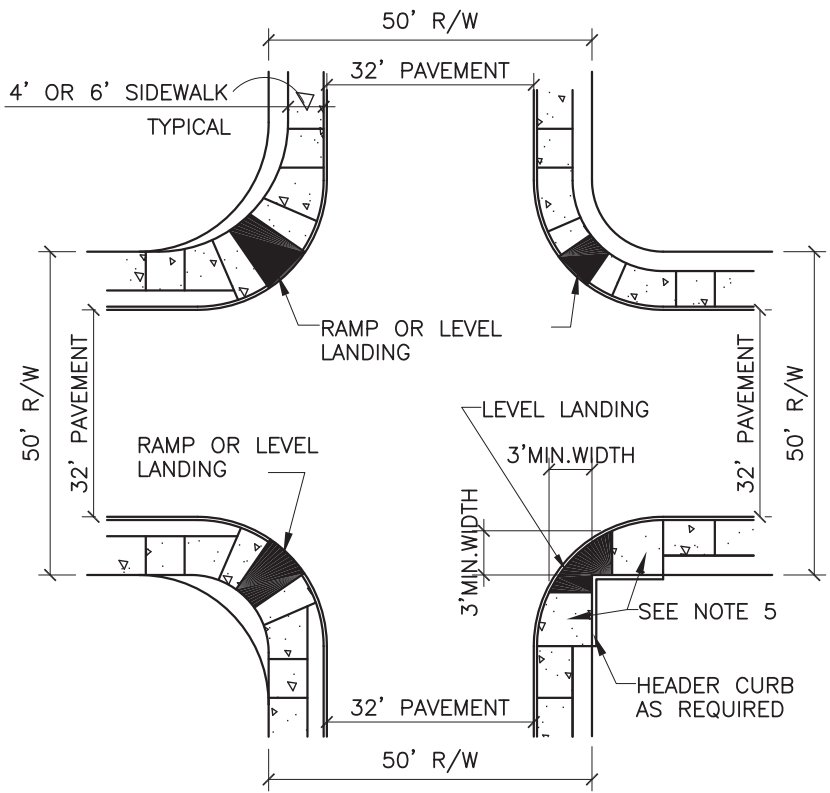 50' R/W
32' PAVEMENT
4' OR 6' SIDEWALK
TYPICAL
RAMP OR LEVEL
LANDING
50' R/W
32' PAVEMENT
RAMP OR LEVEL
LANDING
LEVEL LANDING
3'MIN.WIDTH
3'MIN.WIDTH
32' PAVEMENT
50' R/W
SEE NOTE 5
HEADER CURB
AS REQUIRED
32' PAVEMENT
50' R/W